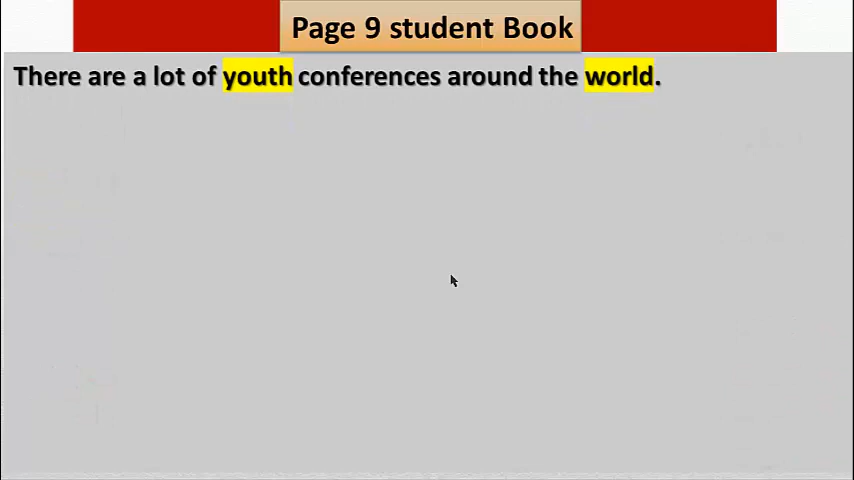 Page 9 student Book
There are a lot of youth conferences around the world.